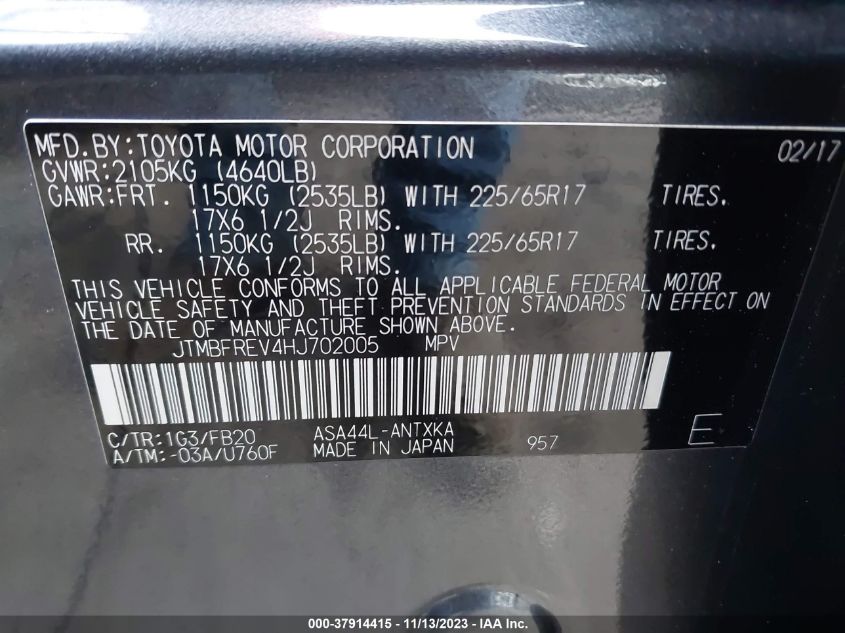 MFD.BY:TOYOTA MOTOR CORPORATION 02/17
GVWR:2105KG (4640LB)
GAWR:FRT. 1150KG (2535LB) WITH 225/65R17 TIRES.
17X6 1/2J RIMS.
RR. 1150KG (2535LB) WITH 225/65R17 TIRES.
17X6 1/2J RIMS.
THIS VEHICLE CONFORMS TO ALL APPLICABLE FEDERAL MOTOR
VEHICLE SAFETY AND THEFT PREVENTION STANDARDS IN EFFECT ON
THE DATE OF MANUFACTURE SHOWN ABOVE.
JTMBFREV4HJ702005 MPV
C/TR:1G3/FB20 ASA44L-ANTXKA
A/TM:-03A/U760F MADE IN JAPAN 957 E
000-37914415 - 11/13/2023 - IAA Inc.